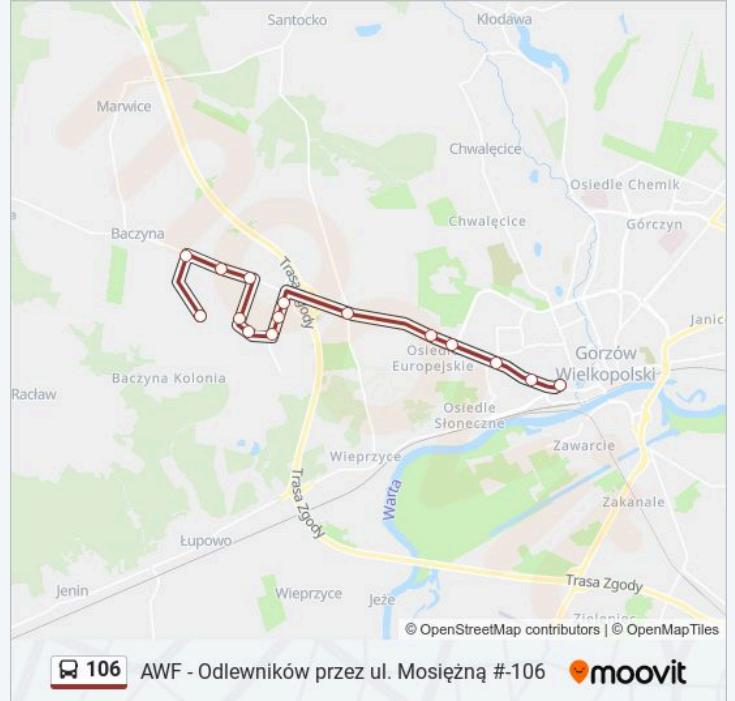 Santocko
Kłodawa
Marwice
Chwalęcice
Osiedle Chemik
Chwalęcice
Górczyn
Baczyna
Trasa Zgody
Janic
Osiedle
Europejskie
Gorzów
Wielkopolski
Baczyna Kolonia
Racław
Osiedle
Słoneczne
Zawarcie
Wieprzyce
Warta
Zakanale
Trasa Zgody
Łupowo
Trasa Zgody
Jenin
Wieprzyce
Jeże
Zieleniec
© OpenStreetMap contributors | © OpenMapTiles
106 AWF - Odlewników przez ul. Mosiężną #-106 moovit